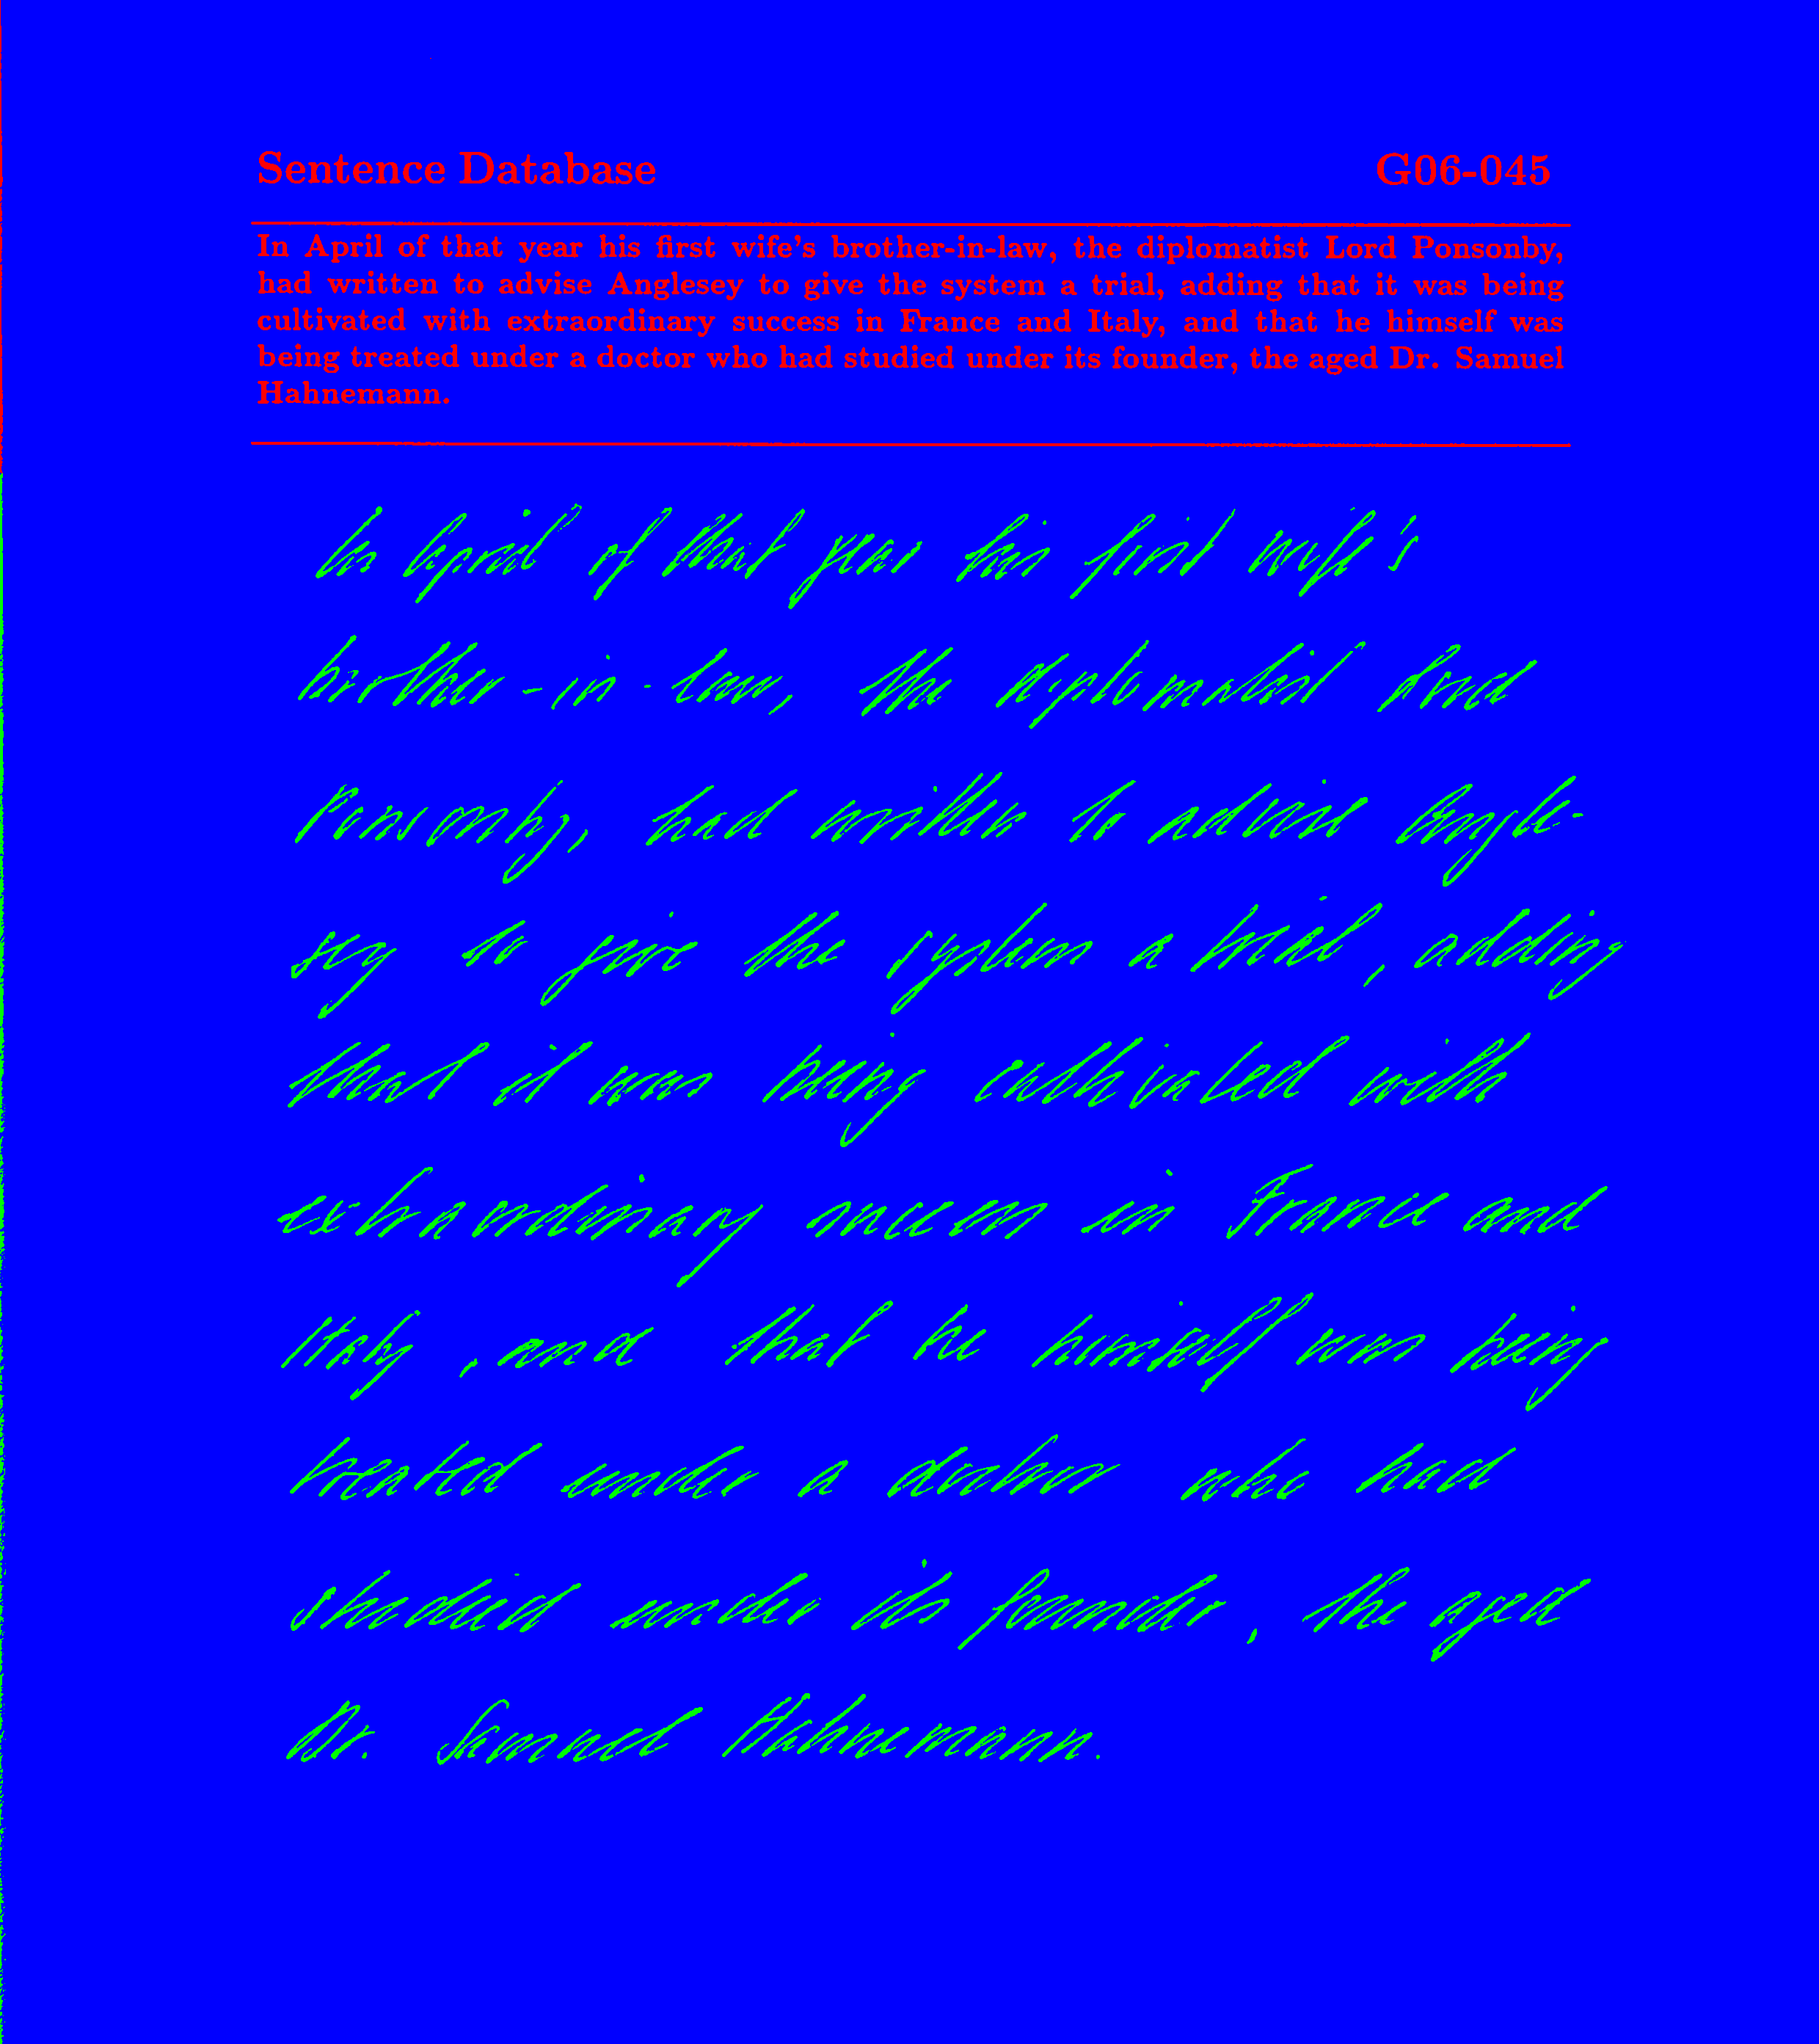 Sentence Database G06-045
In April of that year his first wife's brother-in-law, the diplomatist Lord Ponsonby,
had written to advise Anglesey to give the system a trial, adding that it was being
cultivated with extraordinary success in France and Italy, and that he himself was
being treated under a doctor who had studied under its founder, the aged Dr. Samuel
Hahnemann.
In April of that year his first wife's
brother-in-law, the diplomatist Lord
Ponsonby, had written to advise Angle-
sey to give the system a trial, adding
that it was being cultivated with
extraordinary success in France and
Italy, and that he himself was being
treated under a doctor who had
studied under its founder, the aged
Dr. Samuel Hahnemann.